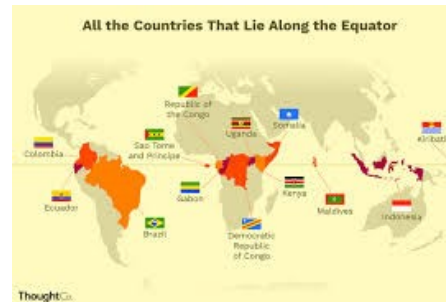 All the Countries That Lie Along the Equator
Republic of
the Congo
Uganda
Somalia
Kiribati
Colombia
Sao Tome
and Principe
Ecuador
Gabon
Kenya
Maldives
Indonesia
Brazil
Democratic
Republic
of Congo
ThoughtCo.